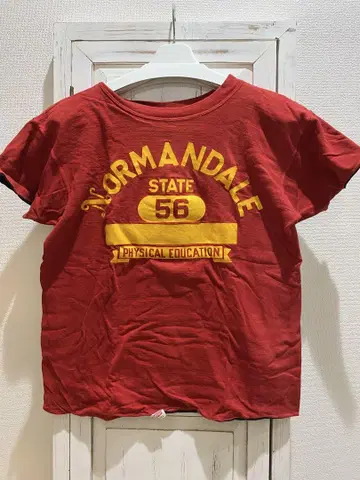 NORMANDALE
STATE
56
PHYSICAL EDUCATION